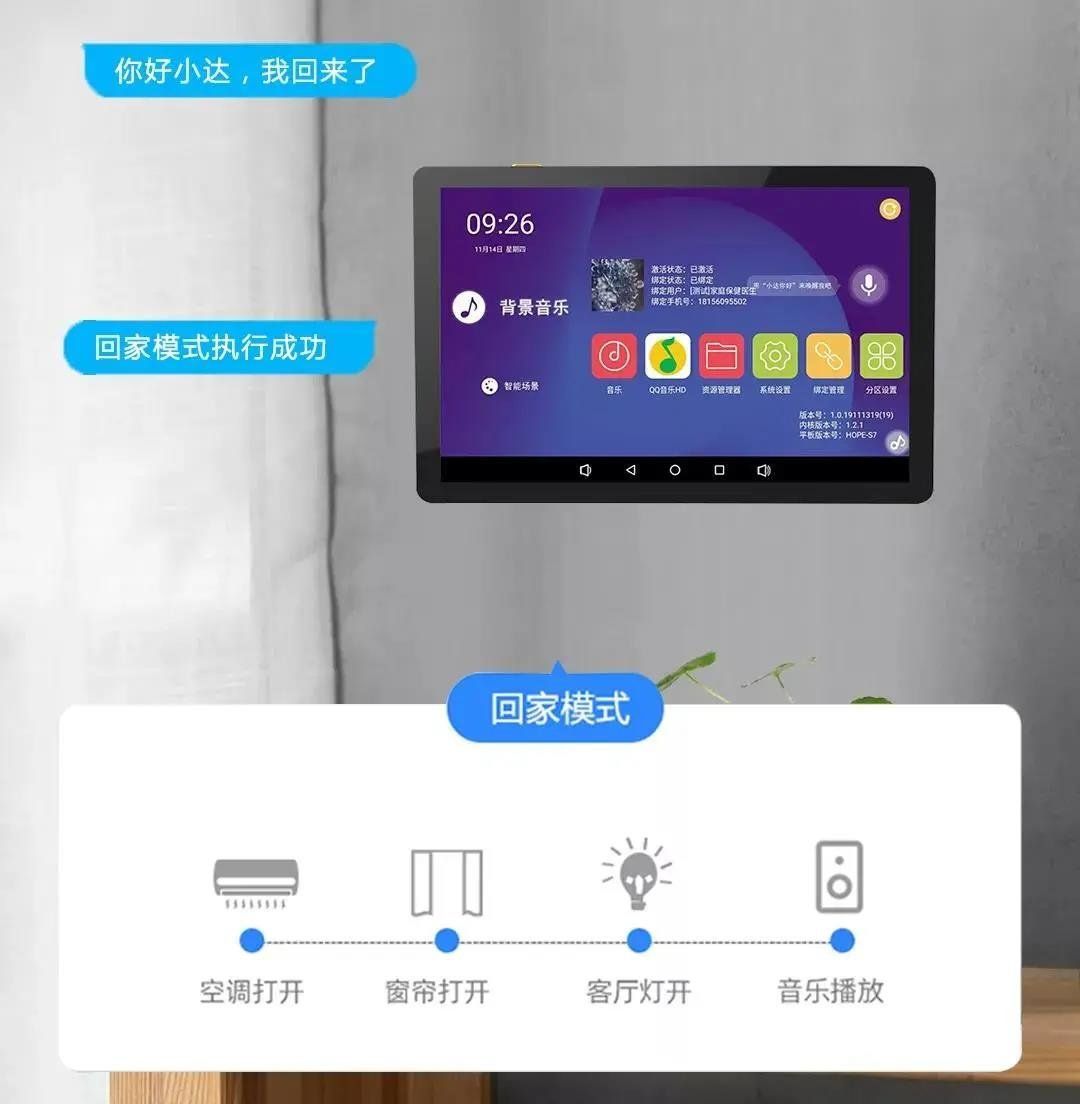 你好小达，我回来了
09:26
11月14日 星期四
激活状态：已激活
绑定状态：已绑定
绑定用户：[测试]家庭保健医生
绑定手机号：18156095502
用“小达你好”来唤醒我吧
背景音乐
回家模式执行成功
智能场景
音乐
QQ音乐HD
资源管理器
系统设置
绑定管理
分区设置
版本号：1.0.19111319(19)
内核版本号：1.2.1
平板版本号：HOPE-S7
回家模式
空调打开
窗帘打开
客厅灯开
音乐播放